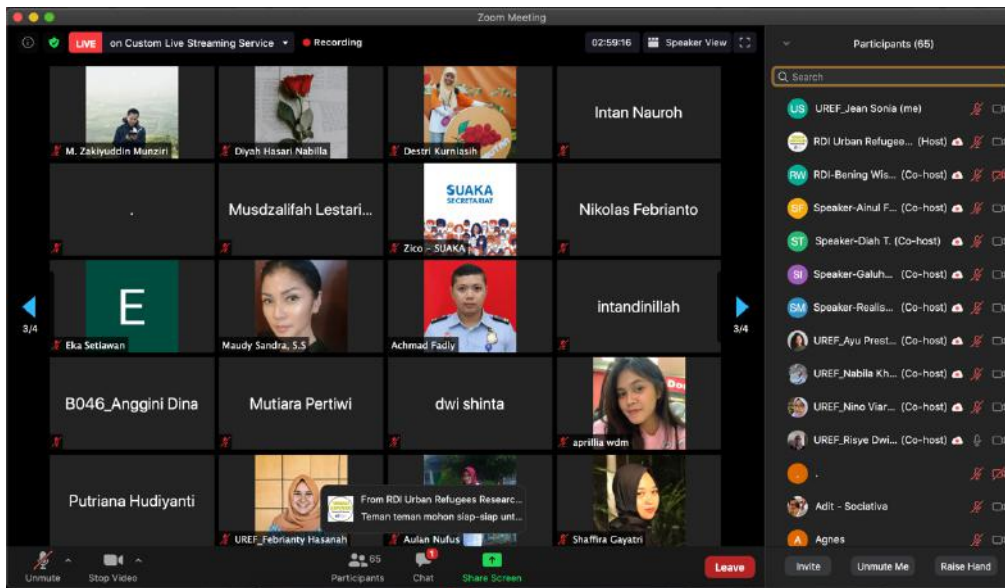 Zoom Meeting
LIVE on Custom Live Streaming Service
Recording
02:59:16
Speaker View
Participants (65)
Search
M. Zakiyuddin Munziri
Diyah Hasari Nabilla
Destri Kurniasih
Intan Nauroh
.
Musdzalifah Lestari...
SUAKA
SECRETARIAT
Zico - SUAKA
Nikolas Febrianto
3/4
E
Eka Setiawan
Maudy Sandra, S.S
Achmad Fadly
intandinillah
3/4
B046_Anggini Dina
Mutiara Pertiwi
dwi shinta
aprillia wdm
Putriana Hudiyanti
UREF_Febrianty Hasanah
From RDI Urban Refugees Researc...
Teman teman mohon siap-siap unt...
Aulan Nufus
Shaffira Gayatri
US UREF_Jean Sonia (me)
RDI Urban Refugee... (Host)
RW RDI-Bening Wis... (Co-host)
SF Speaker-Ainul F... (Co-host)
ST Speaker-Diah T. (Co-host)
SI Speaker-Galuh... (Co-host)
SM Speaker-Realis... (Co-host)
UREF_Ayu Prest... (Co-host)
UREF_Nabila Kh... (Co-host)
UREF_Nino Viar... (Co-host)
UREF_Risye Dwi... (Co-host)
. .
Adit - Sociativa
A Agnes
Unmute
Stop Video
65
Participants
1
Chat
Share Screen
Leave
Invite
Unmute Me
Raise Hand